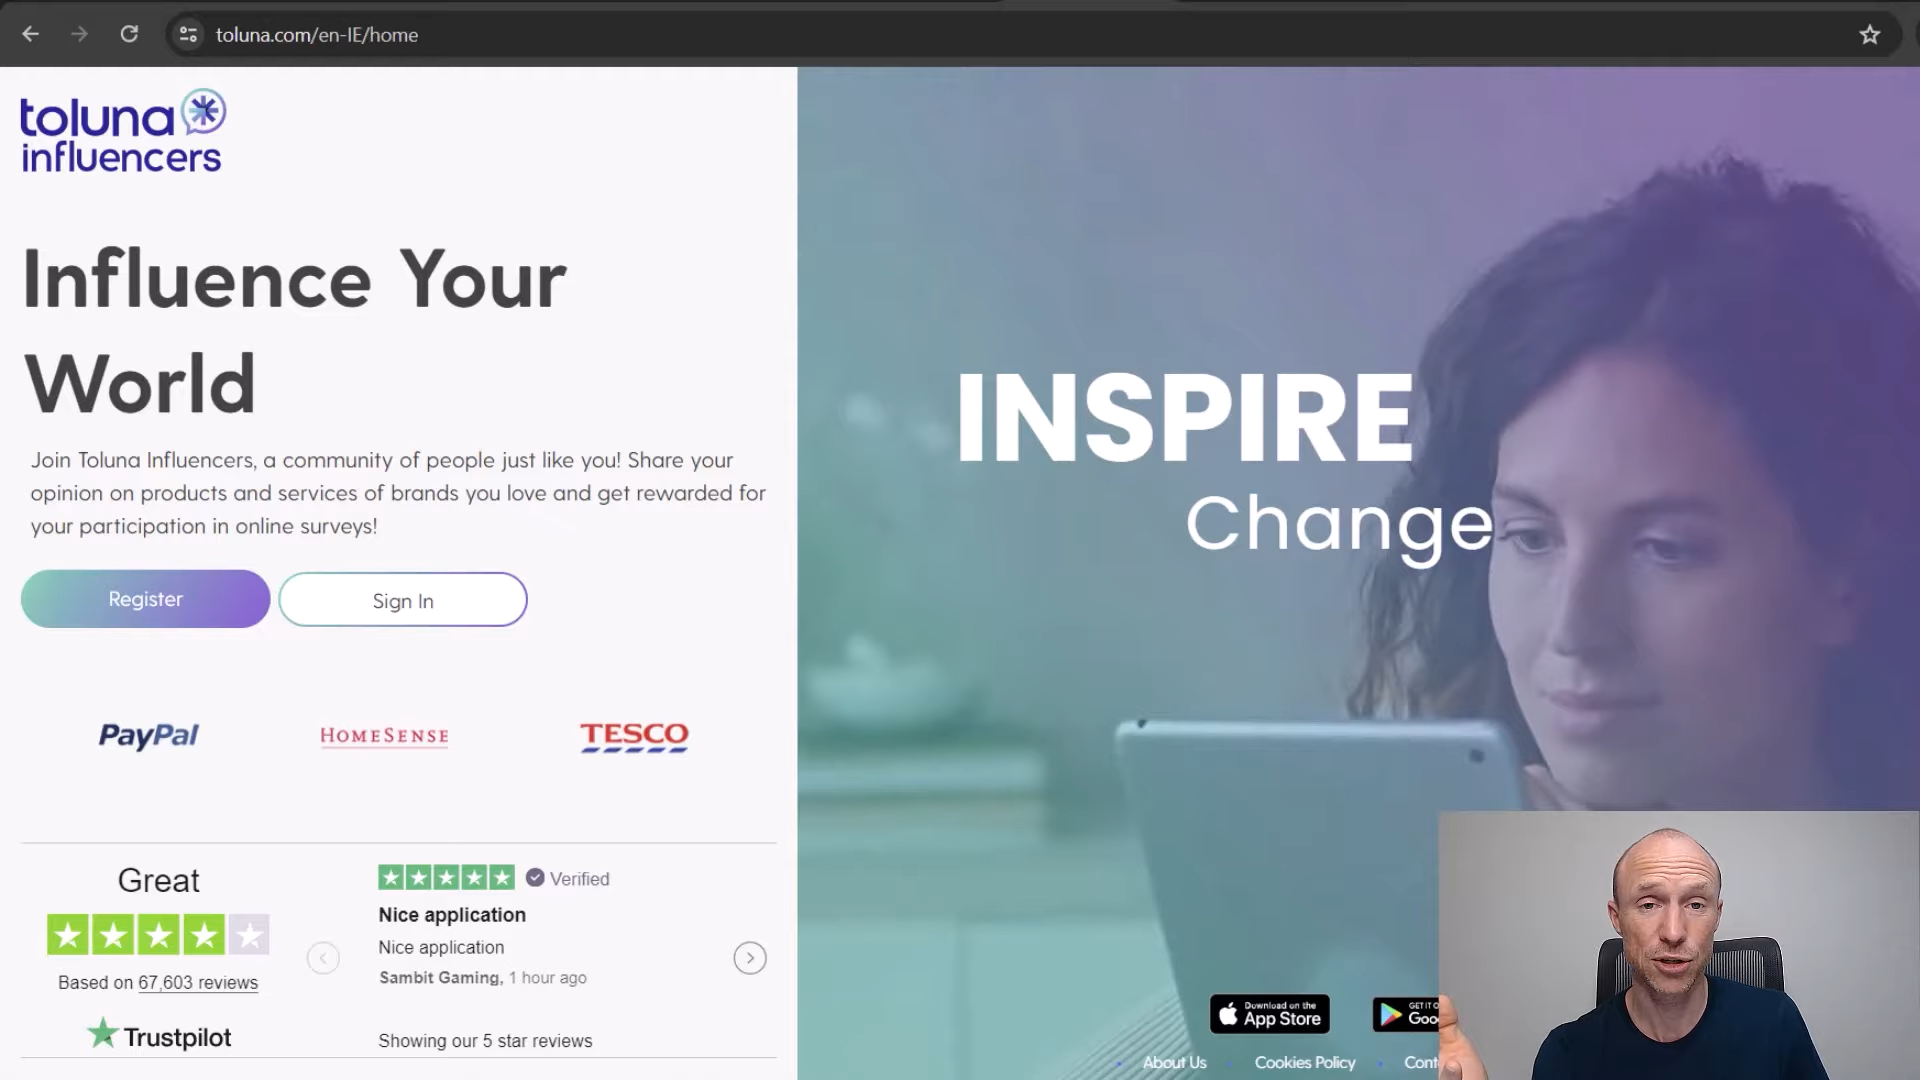 toluna.com/en-IE/home
toluna
influencers
Influence Your
World
Join Toluna Influencers, a community of people just like you! Share your
opinion on products and services of brands you love and get rewarded for
your participation in online surveys!
Register
Sign In
PayPal
HOMESENSE
TESCO
Great
Based on 67,603 reviews
Trustpilot
Verified
Nice application
Nice application
Sambit Gaming, 1 hour ago
Showing our 5 star reviews
INSPIRE
Change
Download on the
App Store
GET IT O
Goo
About Us
Cookies Policy
Cont